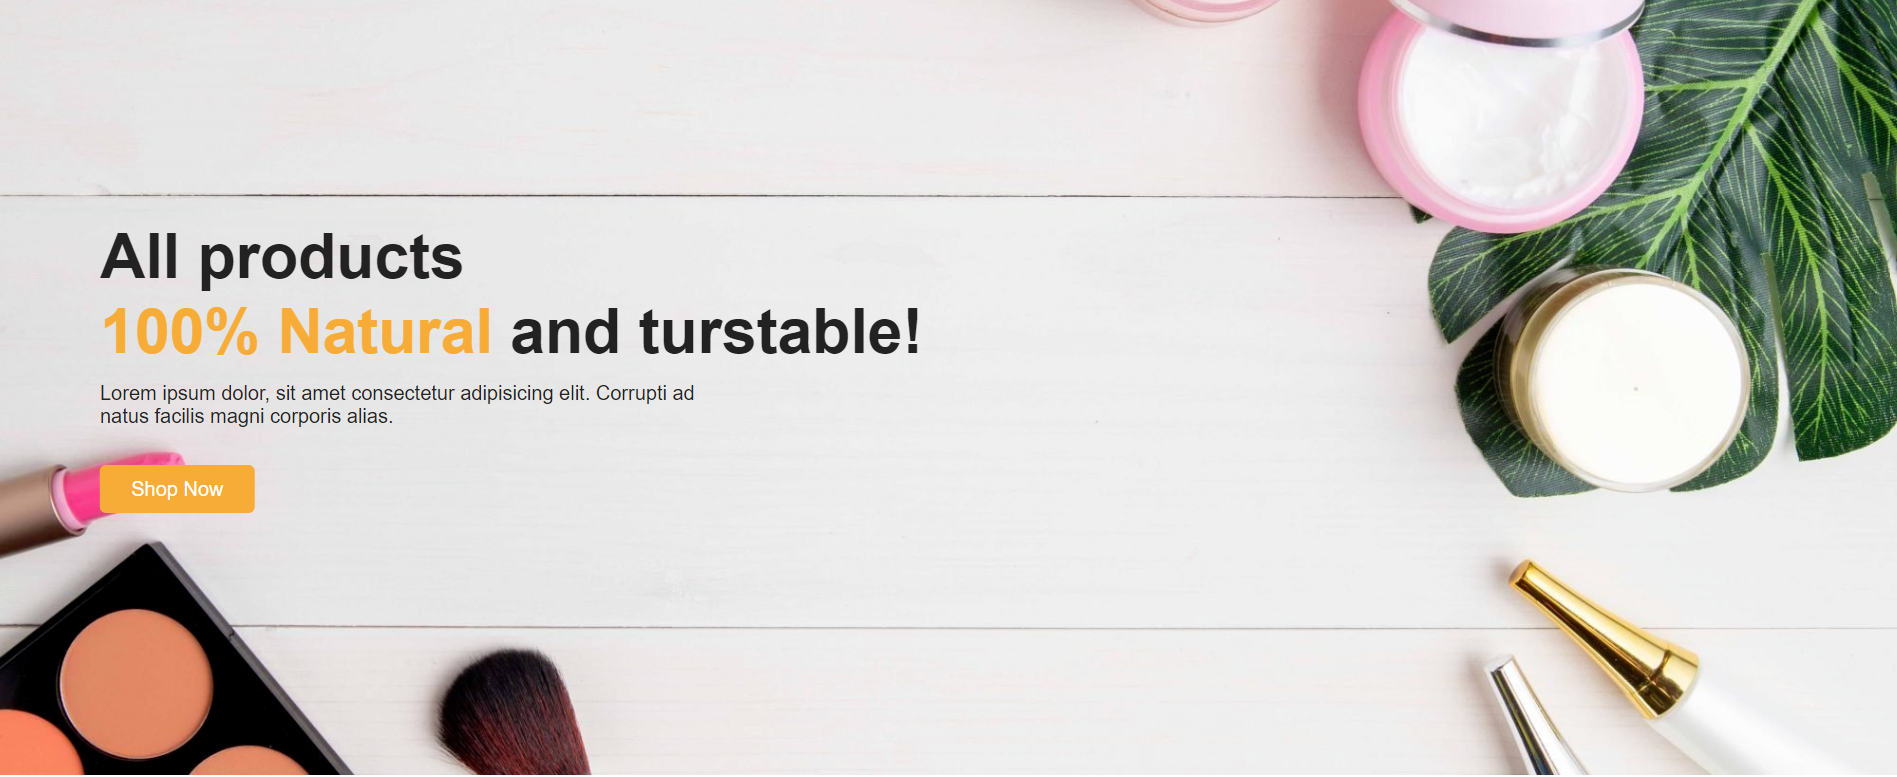 All products
100% Natural and turstable!
Lorem ipsum dolor, sit amet consectetur adipisicing elit. Corrupti ad
natus facilis magni corporis alias.
Shop Now